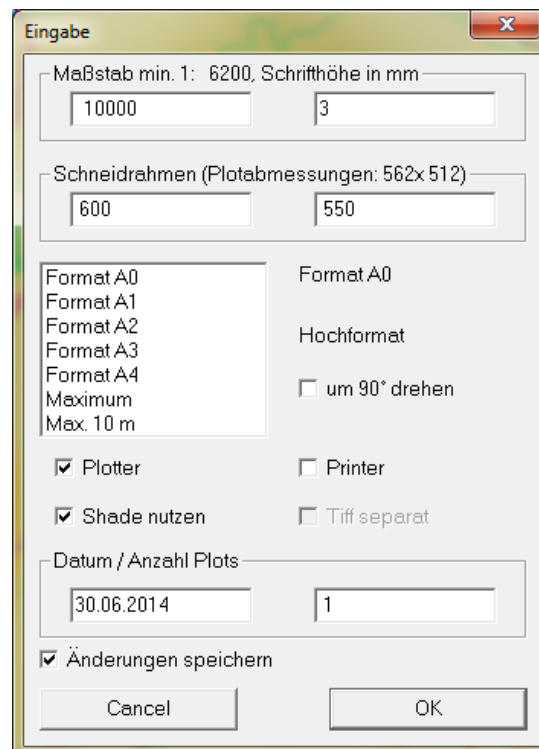 Eingabe
Maßstab min. 1: 6200, Schrifthöhe in mm
10000 3
Schneidrahmen (Plotabmessungen: 562x 512)
600 550
Format A0 Format A0
Format A1
Format A2 Hochformat
Format A3
Format A4 um 90° drehen
Maximum
Max. 10 m
Plotter Printer
Shade nutzen Tiff separat
Datum / Anzahl Plots
30.06.2014 1
Änderungen speichern
Cancel OK